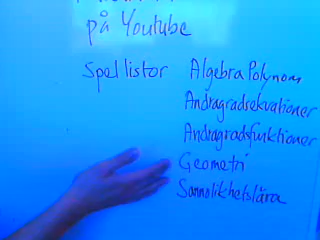 på Youtube
Spellistor Algebra Polynom
Andragradsekvationer
Andragradsfunktioner
Geometri
Sannolikhetslära